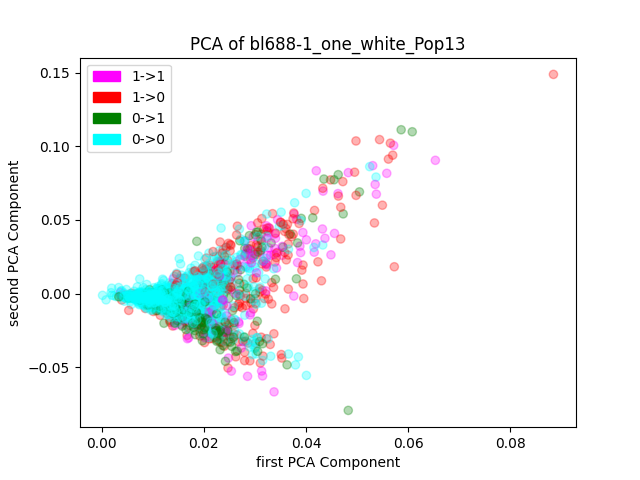 PCA of bl688-1_one_white_Pop13
1->1
1->0
0->1
0->0
second PCA Component
0.15
0.10
0.05
0.00
−0.05
0.00 0.02 0.04 0.06 0.08
first PCA Component